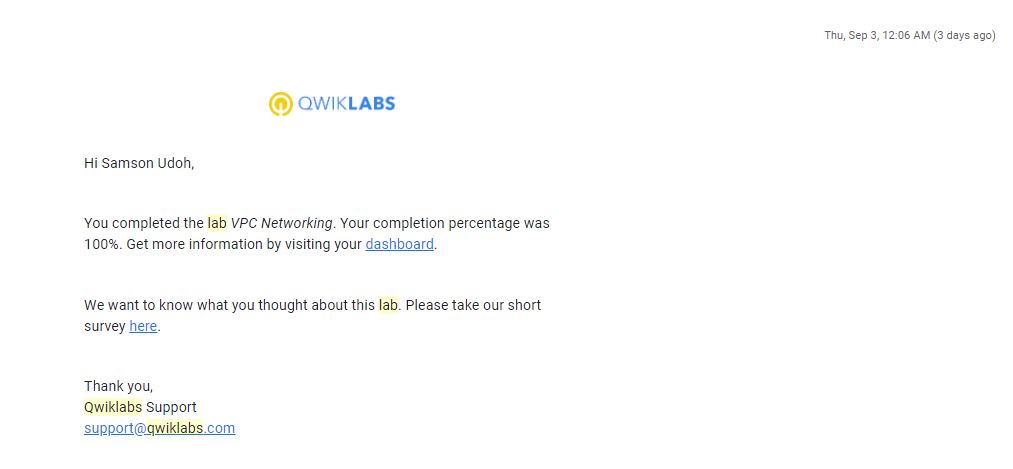 Thu, Sep 3, 12:06 AM (3 days ago)
QWIKLABS
Hi Samson Udoh,
You completed the lab VPC Networking. Your completion percentage was
100%. Get more information by visiting your dashboard.
We want to know what you thought about this lab. Please take our short
survey here.
Thank you,
Qwiklabs Support
support@qwiklabs.com